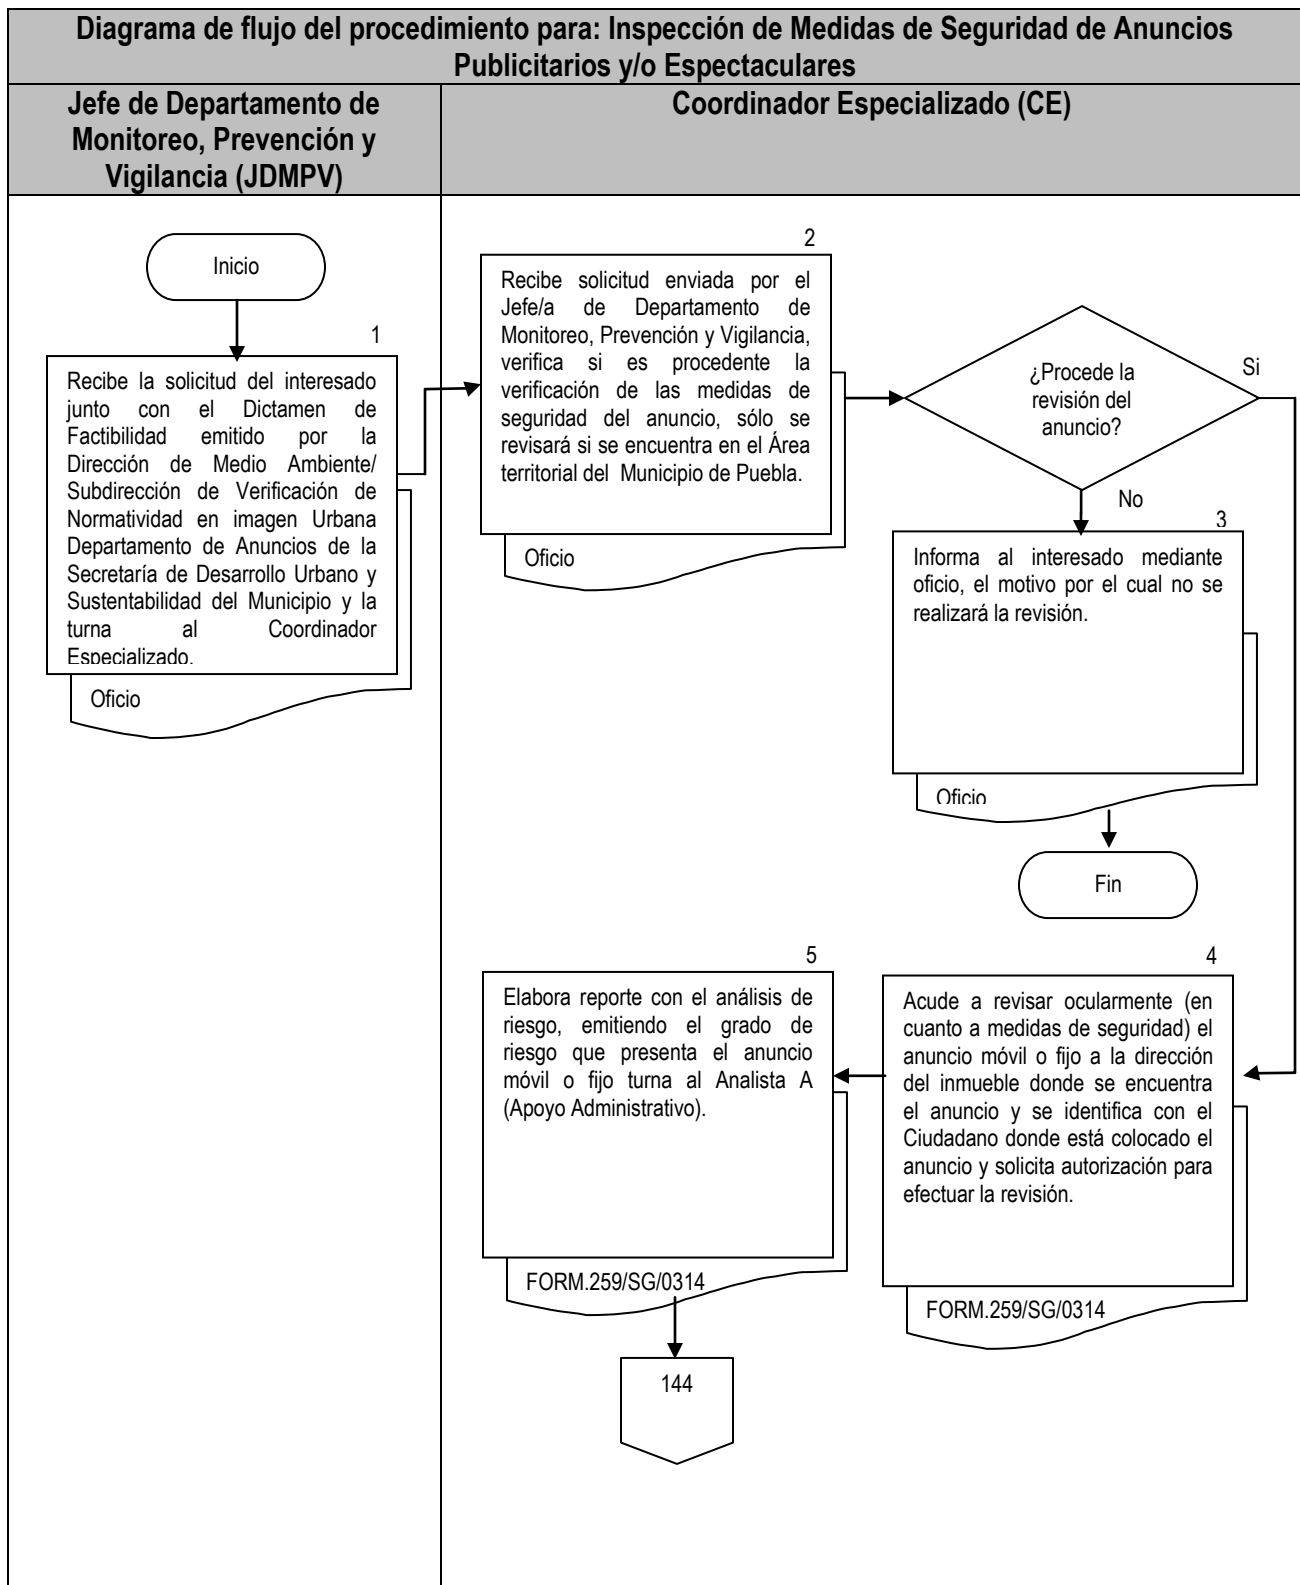 Diagrama de flujo del procedimiento para: Inspección de Medidas de Seguridad de Anuncios
Publicitarios y/o Espectaculares
Jefe de Departamento de
Monitoreo, Prevención y
Vigilancia (JDMPV)
Coordinador Especializado (CE)
Inicio
1
Recibe la solicitud del interesado
junto con el Dictamen de
Factibilidad emitido por la
Dirección de Medio Ambiente/
Subdirección de Verificación de
Normatividad en imagen Urbana
Departamento de Anuncios de la
Secretaría de Desarrollo Urbano y
Sustentabilidad del Municipio y la
turna al Coordinador
Especializado.
Oficio
2
Recibe solicitud enviada por el
Jefe/a de Departamento de
Monitoreo, Prevención y Vigilancia,
verifica si es procedente la
verificación de las medidas de
seguridad del anuncio, sólo se
revisará si se encuentra en el Área
territorial del Municipio de Puebla.
Oficio
¿Procede la
revisión del
anuncio?
Si
No
3
Informa al interesado mediante
oficio, el motivo por el cual no se
realizará la revisión.
Oficio
Fin
4
Acude a revisar ocularmente (en
cuanto a medidas de seguridad) el
anuncio móvil o fijo a la dirección
del inmueble donde se encuentra
el anuncio y se identifica con el
Ciudadano donde está colocado el
anuncio y solicita autorización para
efectuar la revisión.
FORM.259/SG/0314
5
Elabora reporte con el análisis de
riesgo, emitiendo el grado de
riesgo que presenta el anuncio
móvil o fijo turna al Analista A
(Apoyo Administrativo).
FORM.259/SG/0314
144